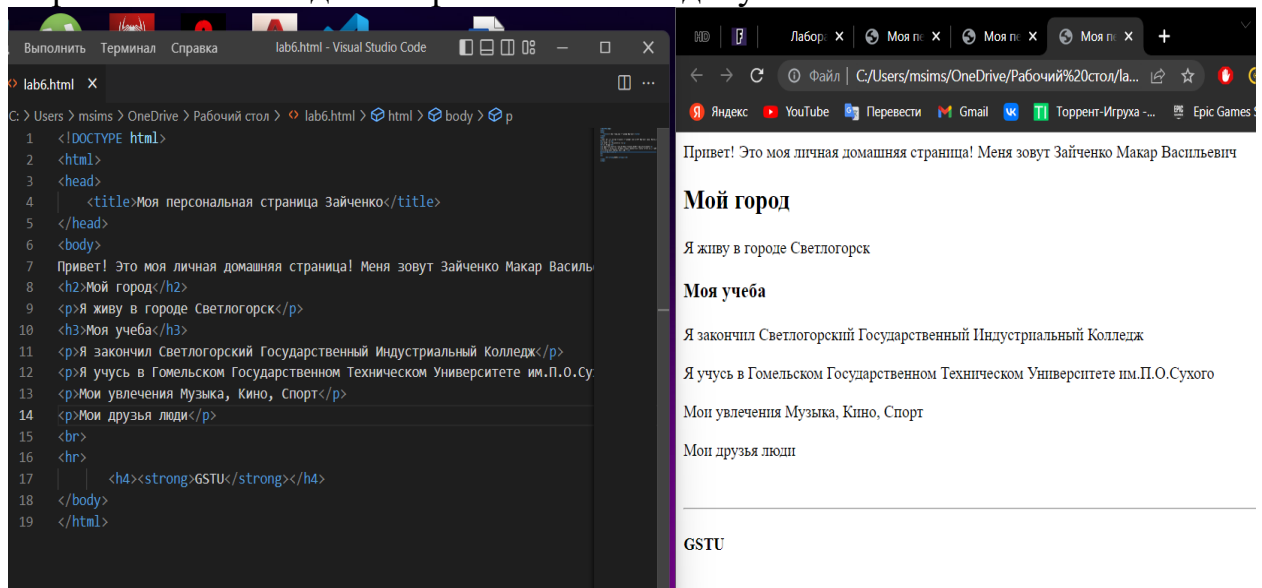 Выполнить Терминал Справка lab6.html - Visual Studio Code
lab6.html
C: > Users > msims > OneDrive > Рабочий стол > lab6.html > html > body > p
1 <!DOCTYPE html>
2 <html>
3 <head>
4 <title>Моя персональная страница Зайченко</title>
5 </head>
6 <body>
7 Привет! Это моя личная домашняя страница! Меня зовут Зайченко Макар Василь
8 <h2>Мой город</h2>
9 <p>Я живу в городе Светлогорск</p>
10 <h3>Моя учеба</h3>
11 <p>Я закончил Светлогорский Государственный Индустриальный Колледж</p>
12 <p>Я учусь в Гомельском Государственном Техническом Университете им.П.О.Су
13 <p>Мои увлечения Музыка, Кино, Спорт</p>
14 <p>Мои друзья люди</p>
15 <br>
16 <hr>
17 <h4><strong>GSTU</strong></h4>
18 </body>
19 </html>
HD Лабора Моя пе Моя пе Моя пе
Файл | C:/Users/msims/OneDrive/Рабочий%20стол/la...
Яндекс YouTube Перевести Gmail Торрент-Игруха -... Epic Games
Привет! Это моя личная домашняя страница! Меня зовут Зайченко Макар Васильевич
Мой город
Я живу в городе Светлогорск
Моя учеба
Я закончил Светлогорский Государственный Индустриальный Колледж
Я учусь в Гомельском Государственном Техническом Университете им.П.О.Сухого
Мои увлечения Музыка, Кино, Спорт
Мои друзья люди
GSTU